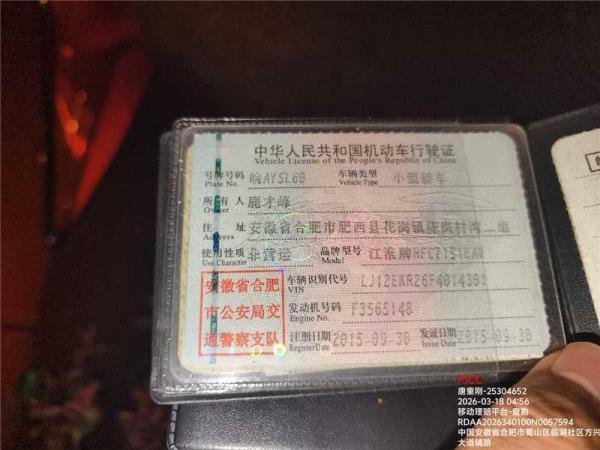 中华人民共和国机动车行驶证
Vehicle License of the People's Republic of China
号牌号码 皖AY5L60 车辆类型 小型轿车
Plate No. Vehicle Type
所有人 鹿才峰
Owner
住址 安徽省合肥市肥西县花岗镇陈岗村湾二组
Address
使用性质 非营运 品牌型号 江淮牌HFC7151EAV
Use Character Model
安徽省合肥
市公安局交
通警察支队
车辆识别代号 LJ12EKR26F4014391
VIN
发动机号码 F3565148
Engine No.
注册日期 2015-09-30 发证日期 2015-09-30
Register Date Issue Date
唐童刚-25304652
2026-03-18 04:56
移动理赔平台-查勘
RDAA2026340100N0057594
中国安徽省合肥市蜀山区临湖社区方兴
大道辅路